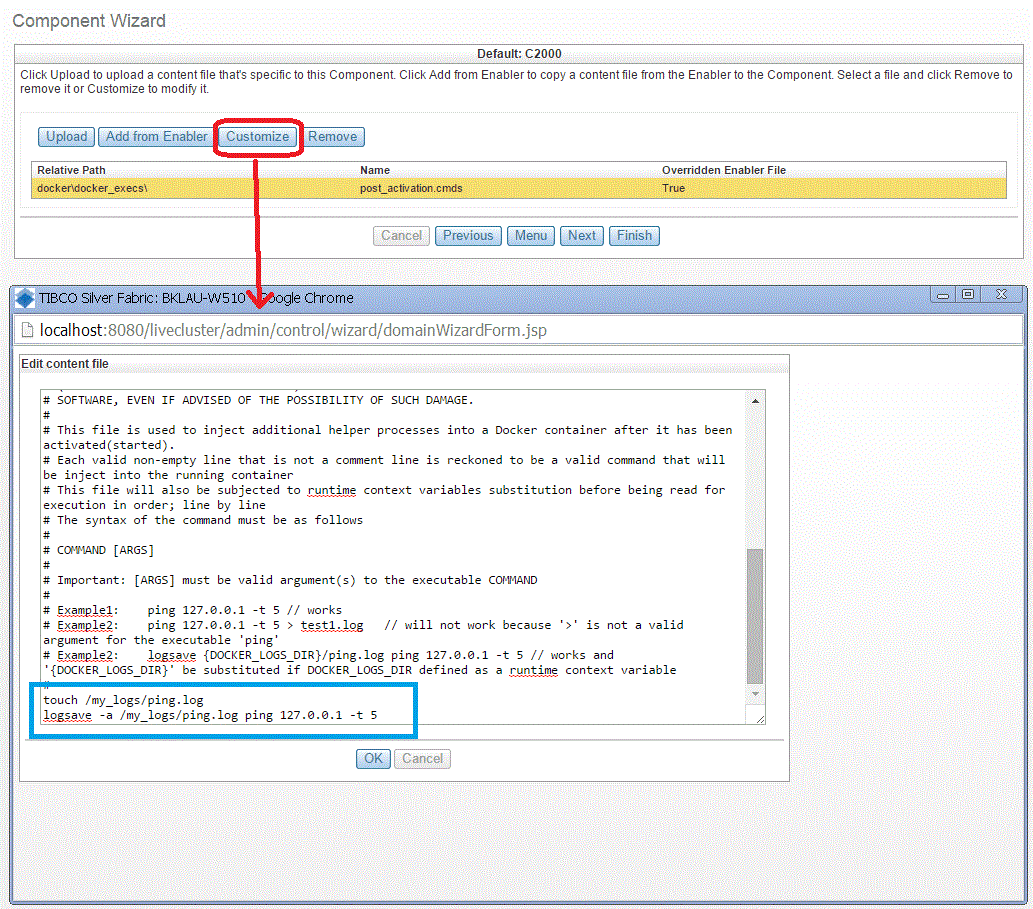 Component Wizard
Default: C2000
Click Upload to upload a content file that's specific to this Component. Click Add from Enabler to copy a content file from the Enabler to the Component. Select a file and click Remove to
remove it or Customize to modify it.
Upload Add from Enabler Customize Remove
Relative Path Name Overridden Enabler File
docker\docker_execs\ post_activation.cmds True
Cancel Previous Menu Next Finish
TIBCO Silver Fabric: BKLAU-W510 - Google Chrome
localhost:8080/livecluster/admin/control/wizard/domainWizardForm.jsp
Edit content file
# SOFTWARE, EVEN IF ADVISED OF THE POSSIBILITY OF SUCH DAMAGE.
#
# This file is used to inject additional helper processes into a Docker container after it has been
activated(started).
# Each valid non-empty line that is not a comment line is reckoned to be a valid command that will
be inject into the running container
# This file will also be subjected to runtime context variables substitution before being read for
execution in order; line by line
# The syntax of the command must be as follows
#
# COMMAND [ARGS]
#
# Important: [ARGS] must be valid argument(s) to the executable COMMAND
#
# Example1: ping 127.0.0.1 -t 5 // works
# Example2: ping 127.0.0.1 -t 5 > test1.log // will not work because '>' is not a valid
argument for the executable 'ping'
# Example2: logsave {DOCKER_LOGS_DIR}/ping.log ping 127.0.0.1 -t 5 // works and
'{DOCKER_LOGS_DIR}' be substituted if DOCKER_LOGS_DIR defined as a runtime context variable
#
touch /my_logs/ping.log
logsave -a /my_logs/ping.log ping 127.0.0.1 -t 5
OK Cancel